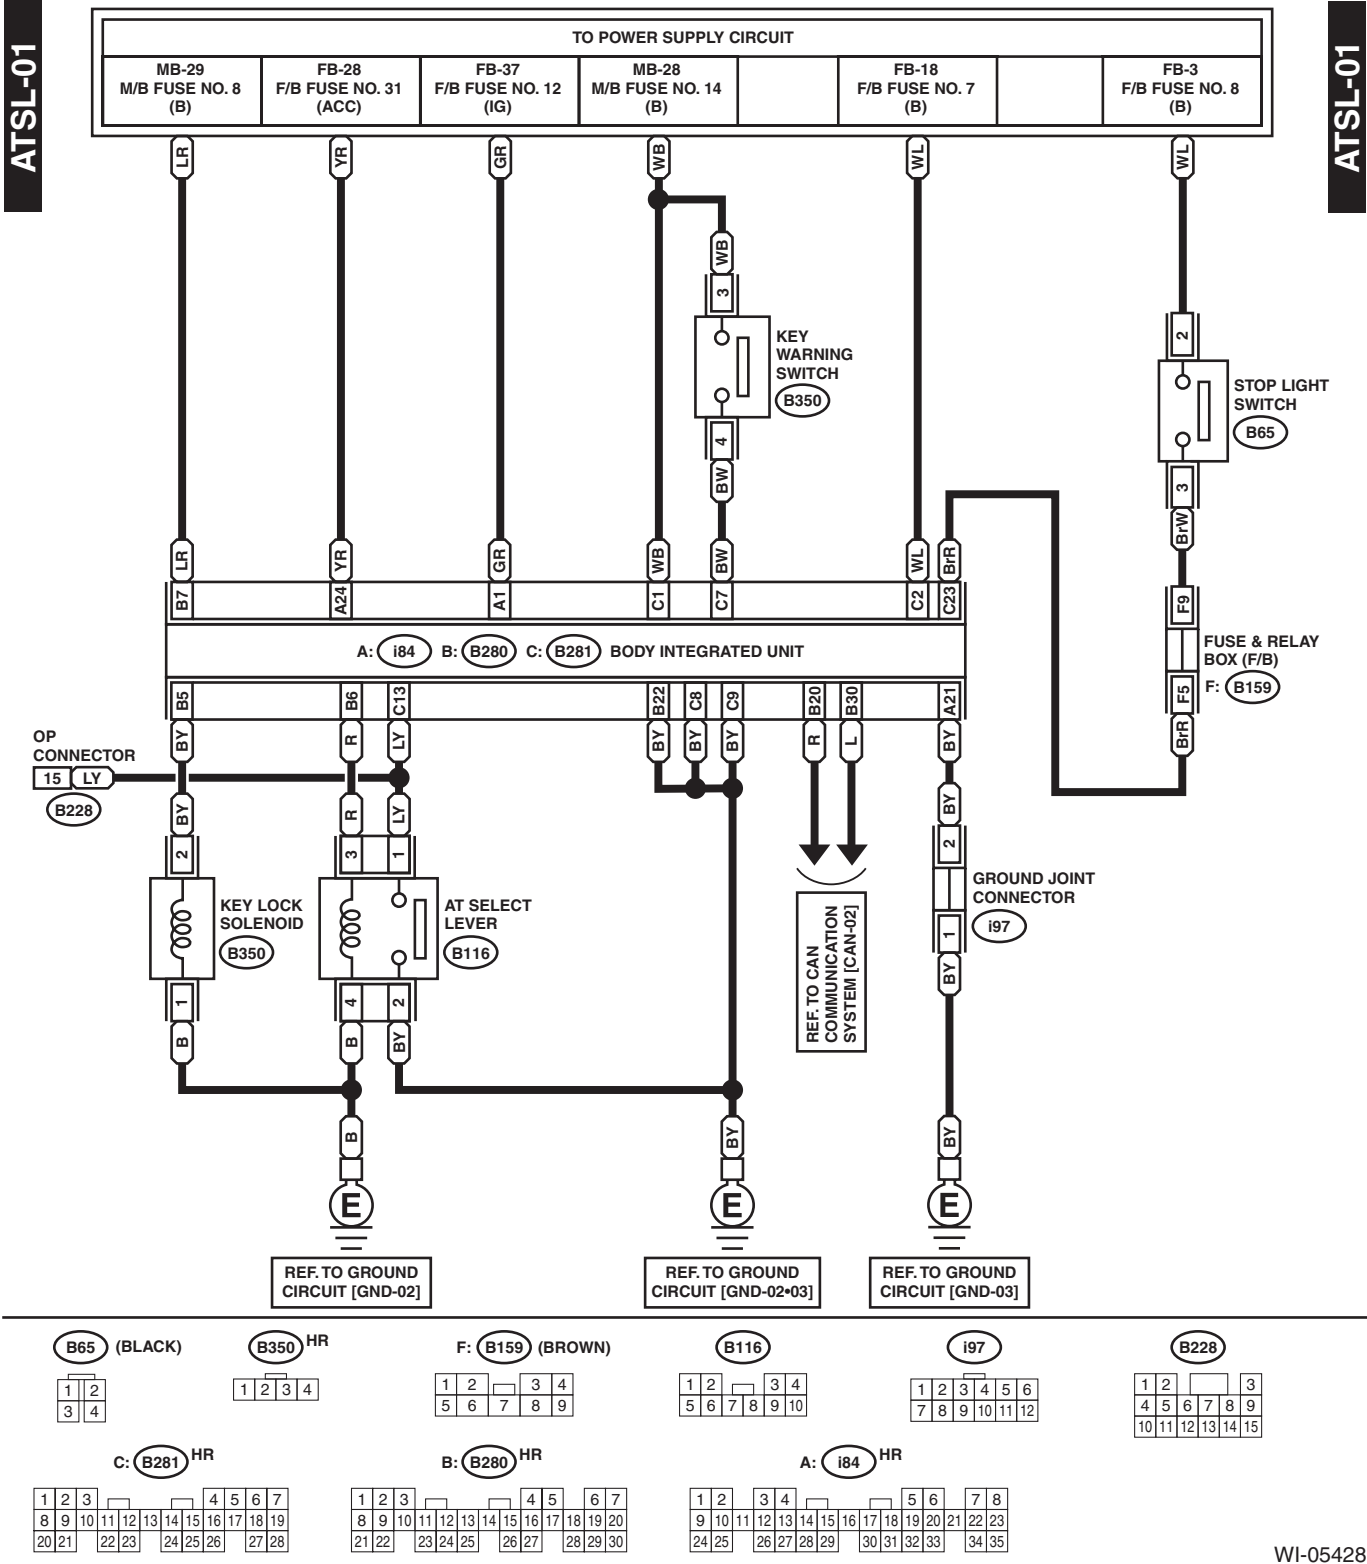 ATSL-01
ATSL-01
TO POWER SUPPLY CIRCUIT
MB-29
M/B FUSE NO. 8
(B)
FB-28
F/B FUSE NO. 31
(ACC)
FB-37
F/B FUSE NO. 12
(IG)
MB-28
M/B FUSE NO. 14
(B)
FB-18
F/B FUSE NO. 7
(B)
FB-3
F/B FUSE NO. 8
(B)
LR
YR
GR
WB
WL
WL
WB
3
KEY
WARNING
SWITCH
B350
4
BW
2
STOP LIGHT
SWITCH
B65
3
BrW
LR
YR
GR
WB
BW
WL
BrR
B7
A24
A1
C1
C7
C2
C23
F9
FUSE & RELAY
BOX (F/B)
F: B159
F5
BrR
A: i84 B: B280 C: B281 BODY INTEGRATED UNIT
B5
B6
C13
B22
C8
C9
B20
B30
A21
BY
R
LY
BY
BY
BY
R
L
BY
OP
CONNECTOR
15 LY
B228
BY
R
LY
BY
2
3
1
2
KEY LOCK
SOLENOID
B350
AT SELECT
LEVER
B116
REF. TO CAN
COMMUNICATION
SYSTEM [CAN-02]
GROUND JOINT
CONNECTOR
i97
1
BY
1
4
2
B
B
BY
B
BY
BY
E
E
E
REF. TO GROUND
CIRCUIT [GND-02]
REF. TO GROUND
CIRCUIT [GND-02•03]
REF. TO GROUND
CIRCUIT [GND-03]
B65 (BLACK)
1 2
3 4
B350 HR
1 2 3 4
F: B159 (BROWN)
1 2 3 4
5 6 7 8 9
B116
1 2 3 4
5 6 7 8 9 10
i97
1 2 3 4 5 6
7 8 9 10 11 12
B228
1 2 3
4 5 6 7 8 9
10 11 12 13 14 15
C: B281 HR
1 2 3 4 5 6 7
8 9 10 11 12 13 14 15 16 17 18 19
20 21 22 23 24 25 26 27 28
B: B280 HR
1 2 3 4 5 6 7
8 9 10 11 12 13 14 15 16 17 18 19 20
21 22 23 24 25 26 27 28 29 30
A: i84 HR
1 2 3 4 5 6 7 8
9 10 11 12 13 14 15 16 17 18 19 20 21 22 23
24 25 26 27 28 29 30 31 32 33 34 35
WI-05428